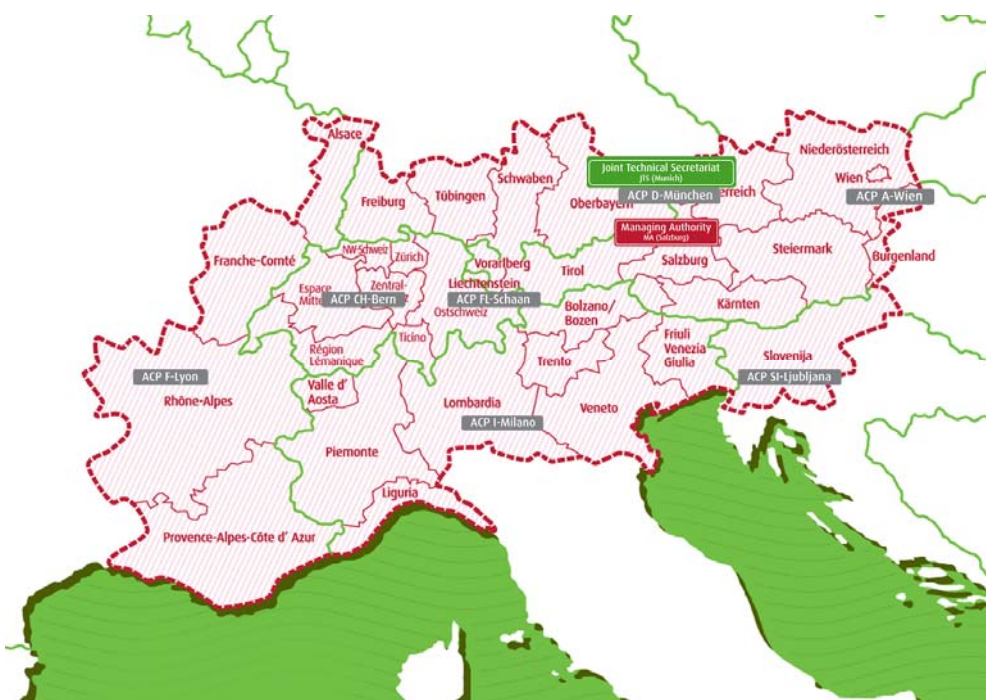 Alsace
Niederösterreich
Joint Technical Secretariat
JTS (Munich)
Schwaben
Tübingen
Wien
Freiburg
ACP D-München
ACP A-Wien
Oberbayern
erreich
Managing Authority
MA (Salzburg)
Steiermark
NW-Schweiz
Zürich
Franche-Comté
Vorarlberg
Salzburg
Burgenland
Tirol
Liechtenstein
Espace
Mitte
Zentral-
ACP CH-Bern
ACP FL-Schaan
Bolzano/
Bozen
Kärnten
Ostschweiz
Ticino
Friuli
Venezia
Giulia
Région
Lémanique
Trento
Slovenija
ACP F-Lyon
ACP SI-Ljubljana
Valle d'
Aosta
Rhône-Alpes
Lombardia
Veneto
ACP I-Milano
Piemonte
Liguria
Provence-Alpes-Côte d' Azur